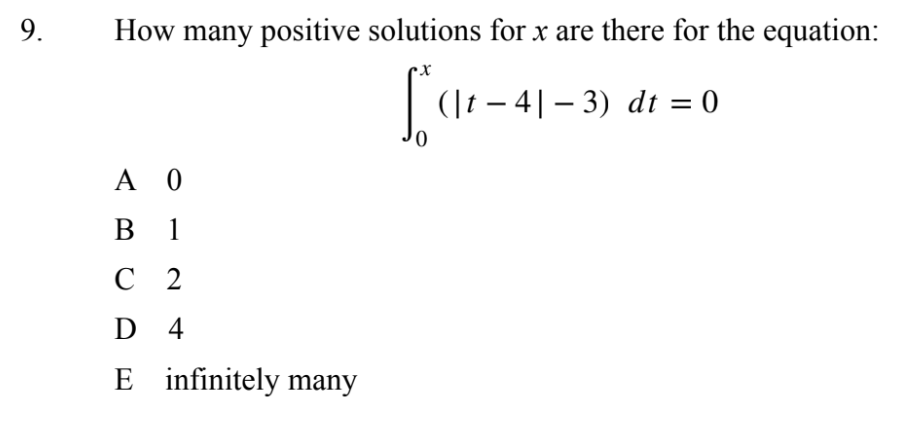 9. How many positive solutions for x are there for the equation:
∫₀ˣ (|t − 4| − 3) dt = 0
A 0
B 1
C 2
D 4
E infinitely many